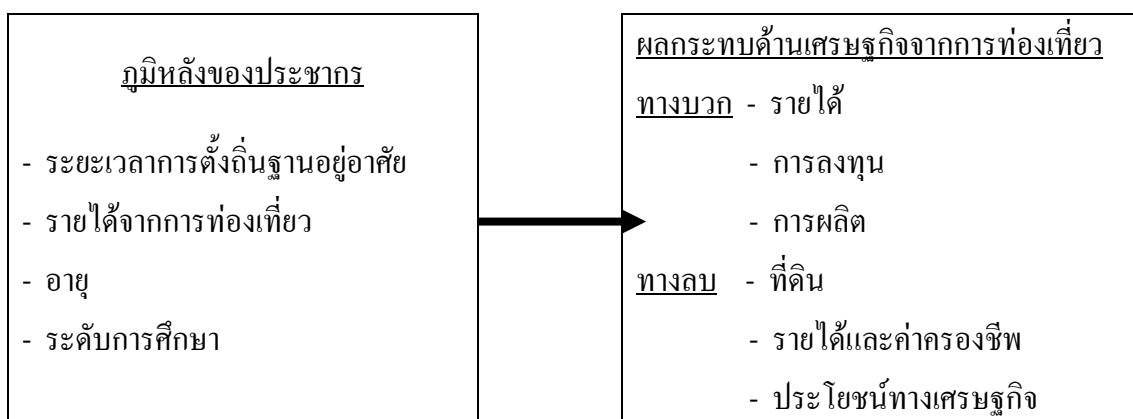 ภูมิหลังของประชากร
- ระยะเวลาการตั้งถิ่นฐานอยู่อาศัย
- รายได้จากการท่องเที่ยว
- อายุ
- ระดับการศึกษา
ผลกระทบด้านเศรษฐกิจจากการท่องเที่ยว
ทางบวก - รายได้
- การลงทุน
- การผลิต
ทางลบ - ที่ดิน
- รายได้และค่าครองชีพ
- ประโยชน์ทางเศรษฐกิจ